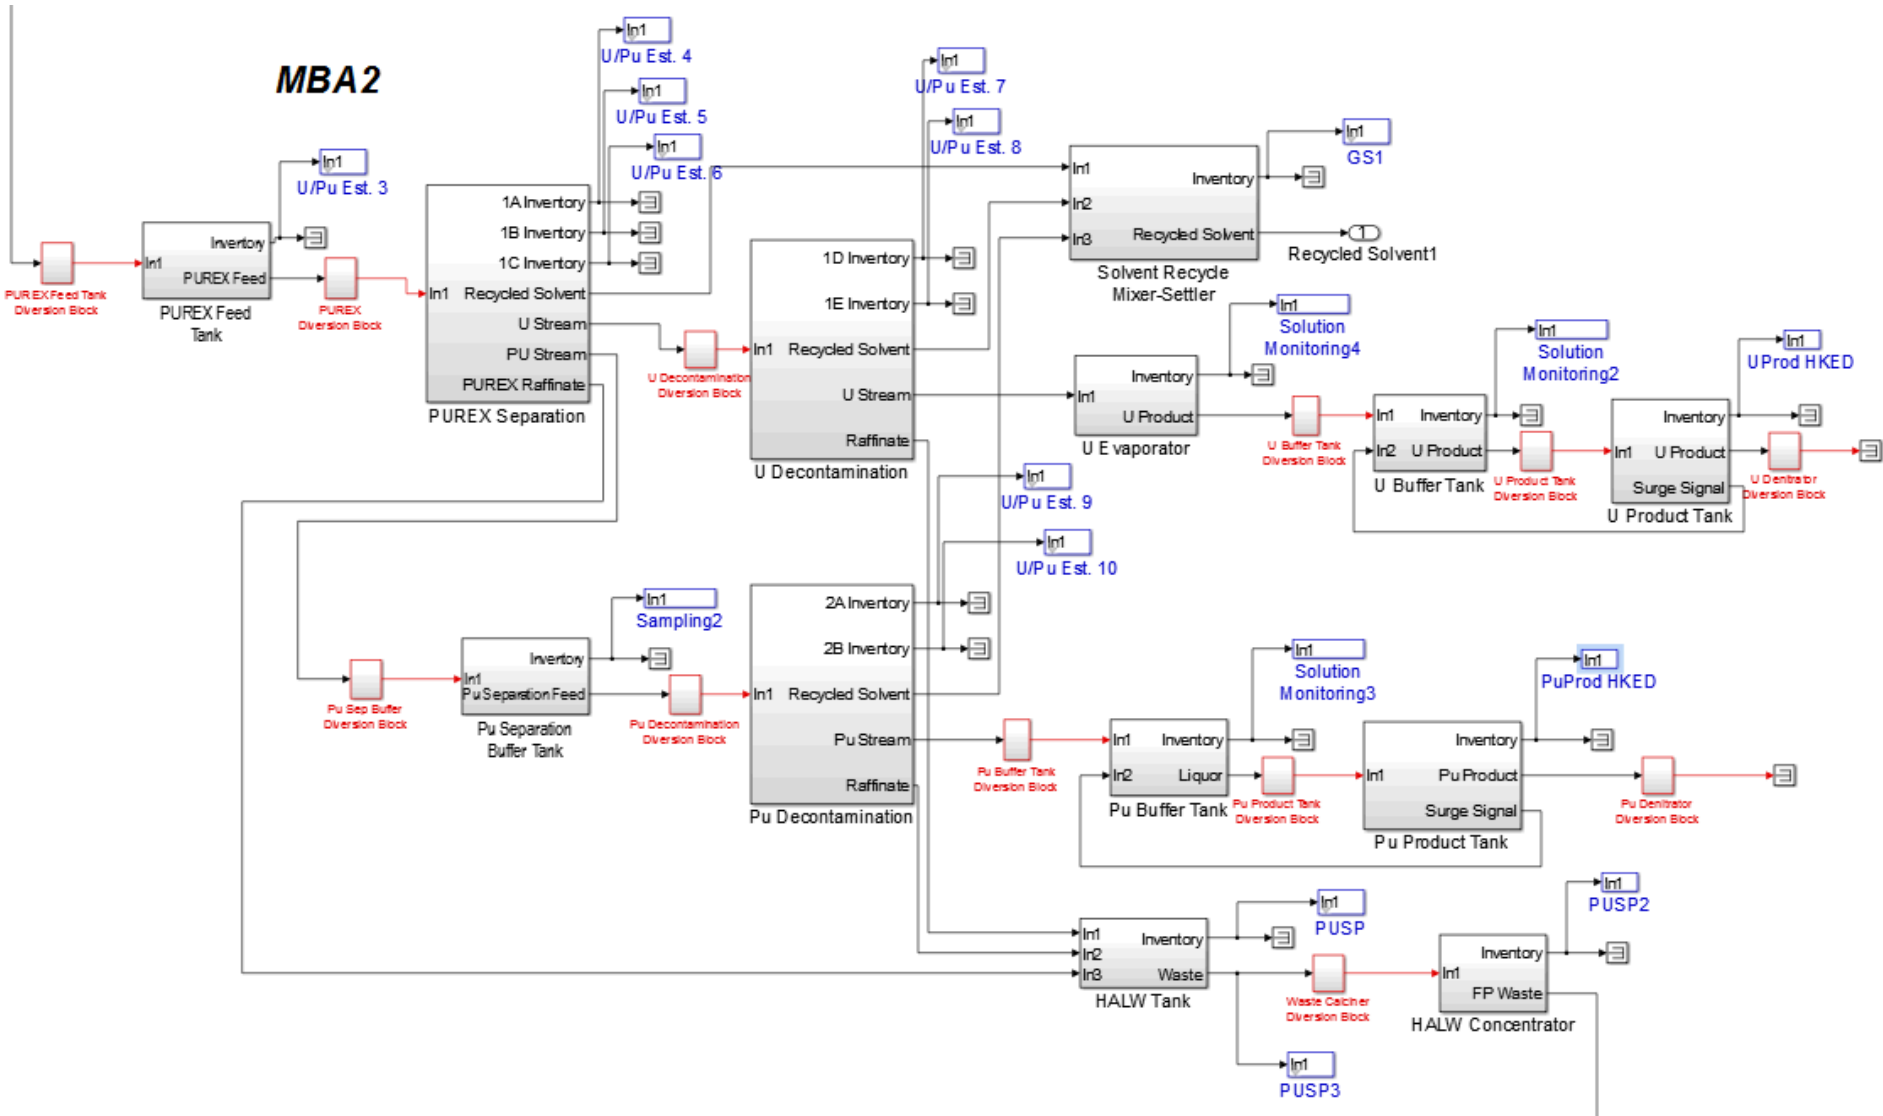 MBA2
In1
U/Pu Est. 3
In1
U/Pu Est. 4
In1
U/Pu Est. 5
In1
U/Pu Est. 6
In1
U/Pu Est. 7
In1
U/Pu Est. 8
PUREX Feed Tank
Diversion Block
In1
Inventory
PUREX Feed
PUREX Feed
Tank
PUREX
Diversion Block
In1
1A Inventory
1B Inventory
1C Inventory
Recycled Solvent
U Stream
PU Stream
PUREX Raffinate
PUREX Separation
U Decontamination
Diversion Block
In1
1D Inventory
1E Inventory
Recycled Solvent
U Stream
Raffinate
U Decontamination
In1
In2
In3
Inventory
Recycled Solvent
Solvent Recycle
Mixer-Settler
In1
GS1
1
Recycled Solvent1
In1
Solution
Monitoring4
In1
Inventory
U Product
U Evaporator
U Buffer Tank
Diversion Block
In1
Solution
Monitoring2
In1
In2
Inventory
U Product
U Buffer Tank
U Product Tank
Diversion Block
In1
UProd HKED
In1
Inventory
U Product
Surge Signal
U Product Tank
U Dentrator
Diversion Block
In1
U/Pu Est. 9
In1
U/Pu Est. 10
Pu Sep Buffer
Diversion Block
In1
Sampling2
In1
Inventory
Pu Separation Feed
Pu Separation
Buffer Tank
Pu Decontamination
Diversion Block
In1
2A Inventory
2B Inventory
Recycled Solvent
Pu Stream
Raffinate
Pu Decontamination
Pu Buffer Tank
Diversion Block
In1
Solution
Monitoring3
In1
In2
Inventory
Liquor
Pu Buffer Tank
Pu Product Tank
Diversion Block
In1
PuProd HKED
In1
Inventory
Pu Product
Surge Signal
Pu Product Tank
Pu Denitrator
Diversion Block
In1
PUSP
In1
In2
In3
Inventory
Waste
HALW Tank
Waste Calciner
Diversion Block
In1
PUSP3
In1
PUSP2
In1
Inventory
FP Waste
HALW Concentrator